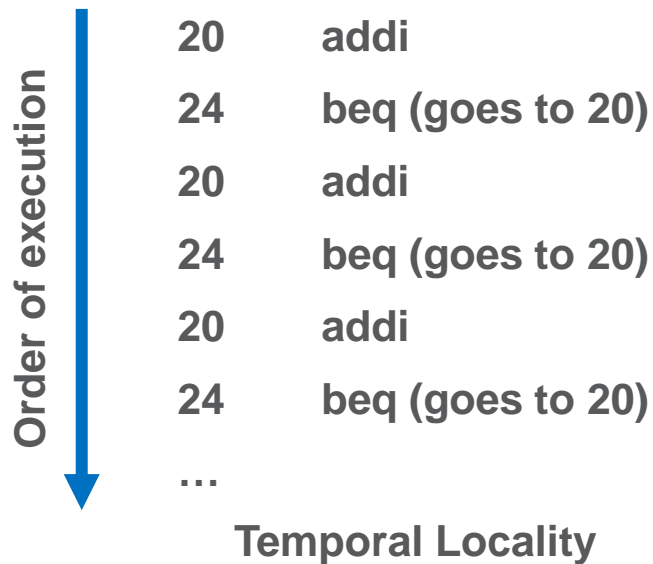 Order of execution
20 addi
24 beq (goes to 20)
20 addi
24 beq (goes to 20)
20 addi
24 beq (goes to 20)
…
Temporal Locality